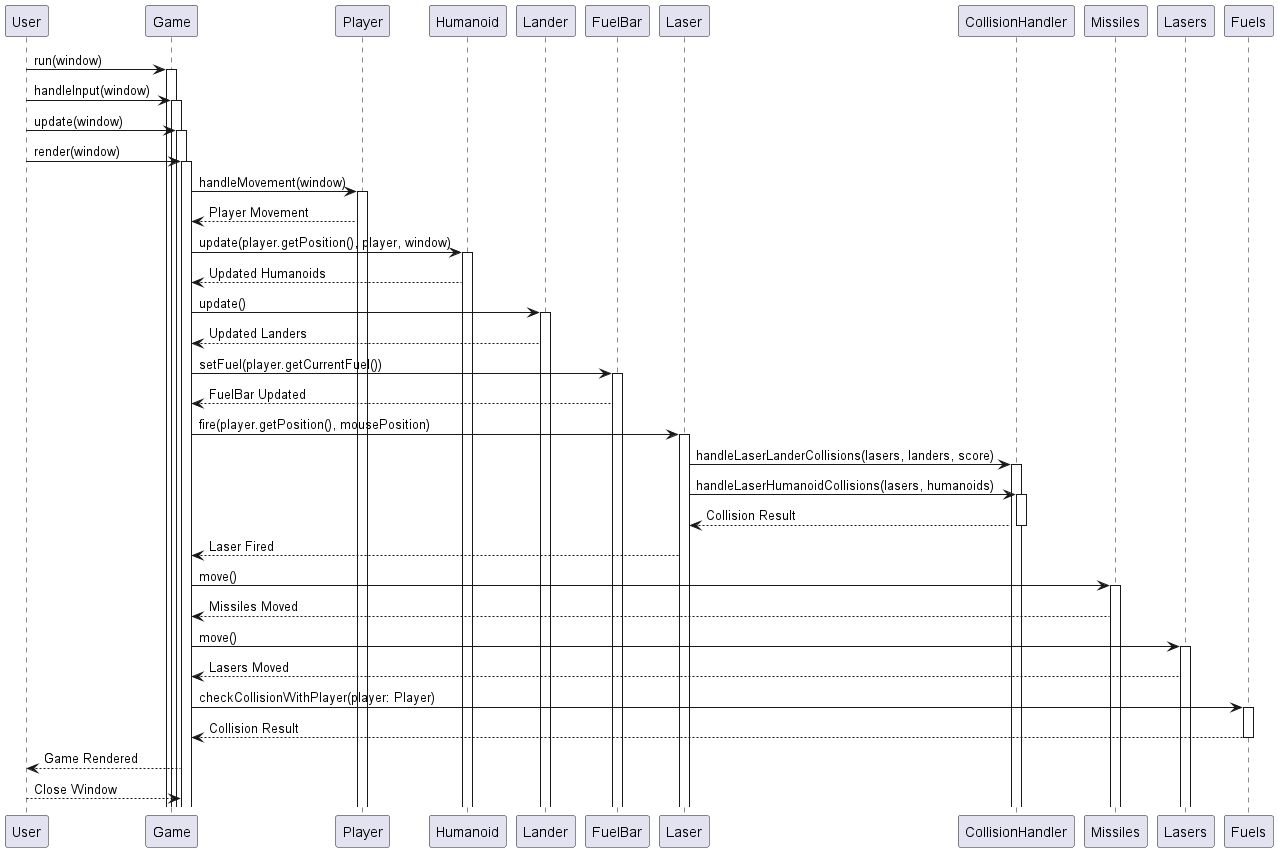 User Game Player Humanoid Lander FuelBar Laser CollisionHandler Missiles Lasers Fuels
run(window)
handleInput(window)
update(window)
render(window)
handleMovement(window)
Player Movement
update(player.getPosition(), player, window)
Updated Humanoids
update()
Updated Landers
setFuel(player.getCurrentFuel())
FuelBar Updated
fire(player.getPosition(), mousePosition)
handleLaserLanderCollisions(lasers, landers, score)
handleLaserHumanoidCollisions(lasers, humanoids)
Collision Result
Laser Fired
move()
Missiles Moved
move()
Lasers Moved
checkCollisionWithPlayer(player: Player)
Collision Result
Game Rendered
Close Window
User Game Player Humanoid Lander FuelBar Laser CollisionHandler Missiles Lasers Fuels